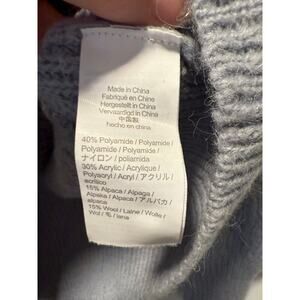 Made in China
Fabriqué en Chine
Hergestellt in China
Vervaardigd in China
中国製
hecho en china
40% Polyamide /
Polyamide / Polyamid /
Polyamide / Polyamide /
ナイロン / poliamida
30% Acrylic / Acrylique /
Polyacryl / Acryl / アクリル /
acrílico
15% Alpaca / Alpaga /
Alpaka / Alpaca / アルパカ /
alpaca
15% Wool / Laine / Wolle /
Wol / 毛 / lana